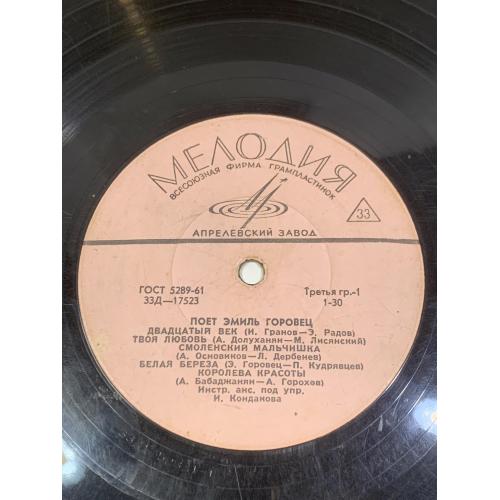 МЕЛОДИЯ
ВСЕСОЮЗНАЯ ФИРМА ГРАМПЛАСТИНОК
33
АПРЕЛЕВСКИЙ ЗАВОД
ГОСТ 5289-61 Третья гр.-1
33Д—17523 1-30
ПОЕТ ЭМИЛЬ ГОРОВЕЦ
ДВАДЦАТЫЙ ВЕК (И. Гранов—Э. Радов)
ТВОЯ ЛЮБОВЬ (А. Долуханян—М. Лисянский)
СМОЛЕНСКИЙ МАЛЬЧИШКА
(А. Основиков—Л. Дербенев)
БЕЛАЯ БЕРЕЗА (Э. Горовец—П. Кудрявцев)
КОРОЛЕВА КРАСОТЫ
(А. Бабаджанян—А. Горохов)
Инстр. анс. под упр.
И. Кондакова